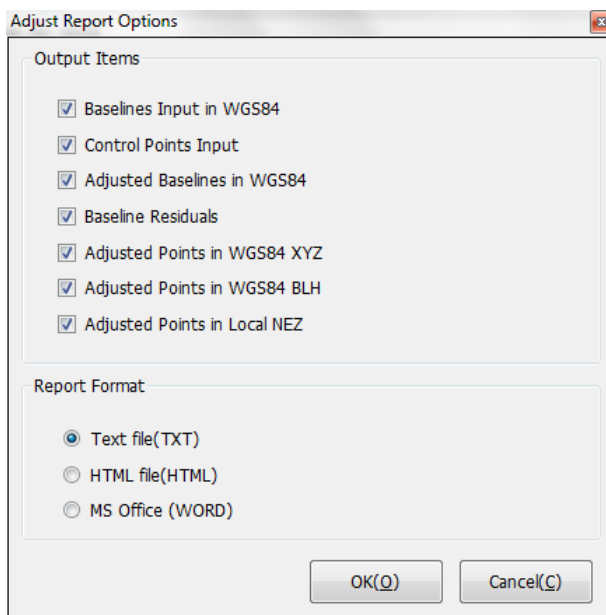 Adjust Report Options
Output Items
Baselines Input in WGS84
Control Points Input
Adjusted Baselines in WGS84
Baseline Residuals
Adjusted Points in WGS84 XYZ
Adjusted Points in WGS84 BLH
Adjusted Points in Local NEZ
Report Format
Text file(TXT)
HTML file(HTML)
MS Office (WORD)
OK(O)
Cancel(C)